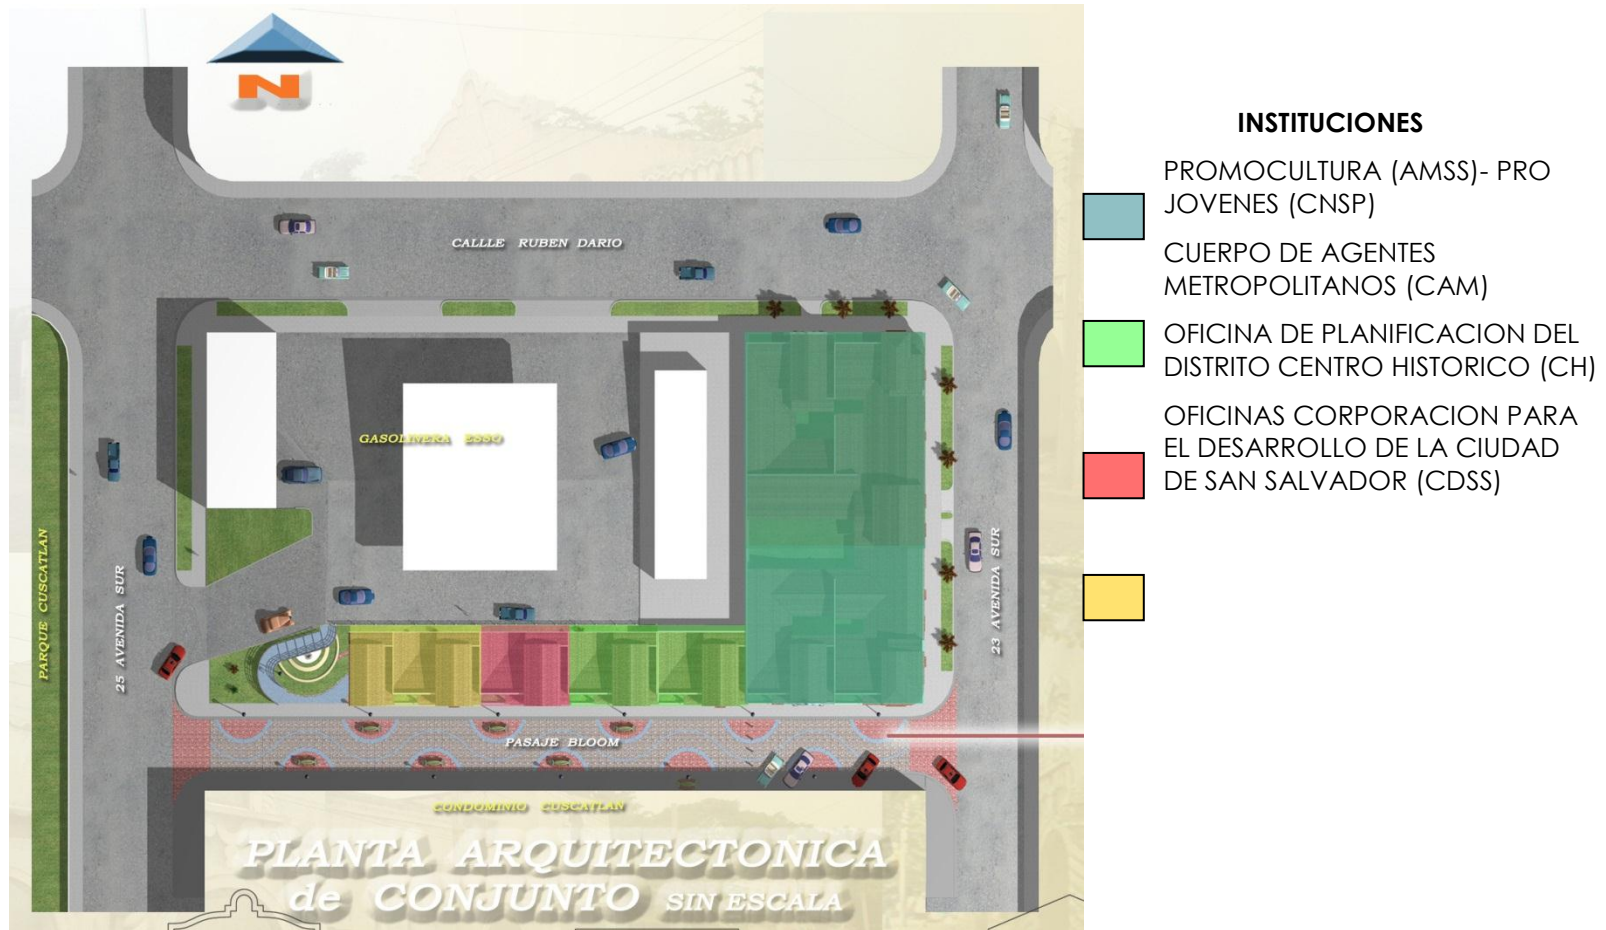 N
CALLLE RUBEN DARIO
GASOLINERA ESSO
PARQUE CUSCATLAN
25 AVENIDA SUR
23 AVENIDA SUR
PASAJE BLOOM
CONDOMINIO CUSCATLAN
PLANTA ARQUITECTONICA
de CONJUNTO SIN ESCALA
INSTITUCIONES
PROMOCULTURA (AMSS)- PRO
JOVENES (CNSP)
CUERPO DE AGENTES
METROPOLITANOS (CAM)
OFICINA DE PLANIFICACION DEL
DISTRITO CENTRO HISTORICO (CH)
OFICINAS CORPORACION PARA
EL DESARROLLO DE LA CIUDAD
DE SAN SALVADOR (CDSS)